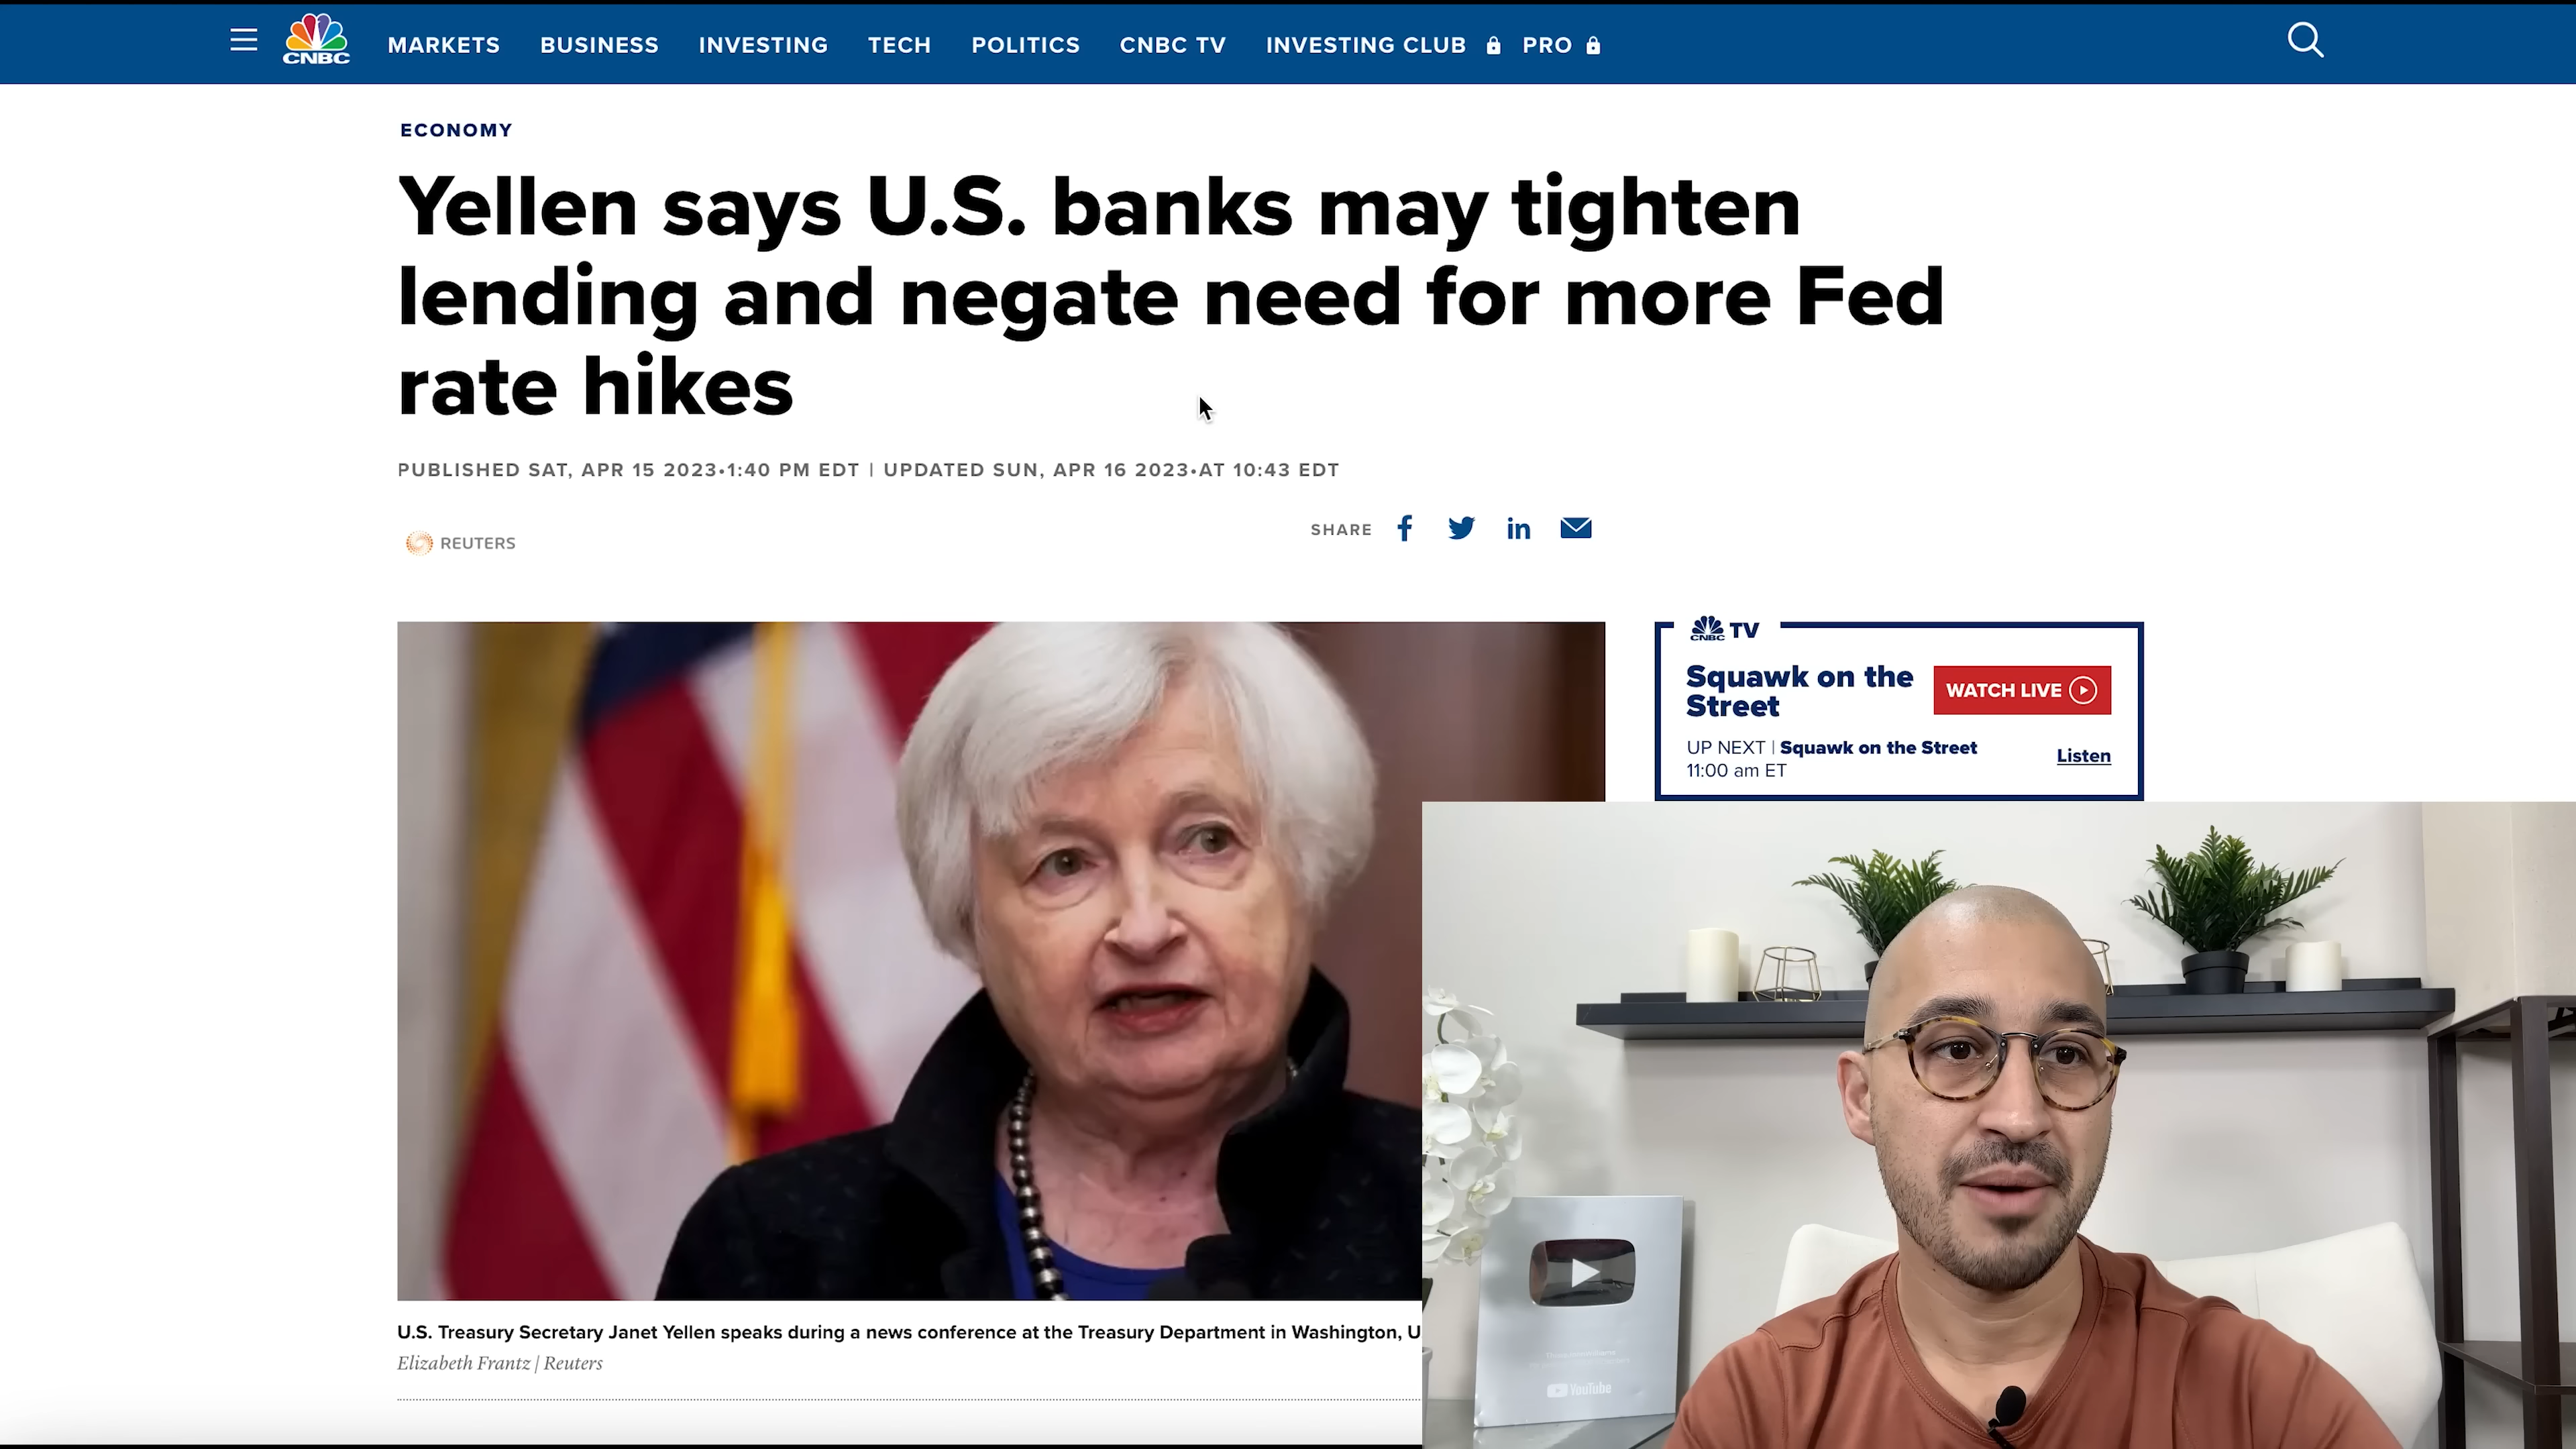 CNBC
MARKETS BUSINESS INVESTING TECH POLITICS CNBC TV INVESTING CLUB PRO
ECONOMY
Yellen says U.S. banks may tighten
lending and negate need for more Fed
rate hikes
PUBLISHED SAT, APR 15 2023•1:40 PM EDT | UPDATED SUN, APR 16 2023•AT 10:43 EDT
REUTERS
SHARE
CNBC TV
Squawk on the
Street
WATCH LIVE
UP NEXT | Squawk on the Street
11:00 am ET
Listen
U.S. Treasury Secretary Janet Yellen speaks during a news conference at the Treasury Department in Washington, U
Elizabeth Frantz | Reuters
YouTube